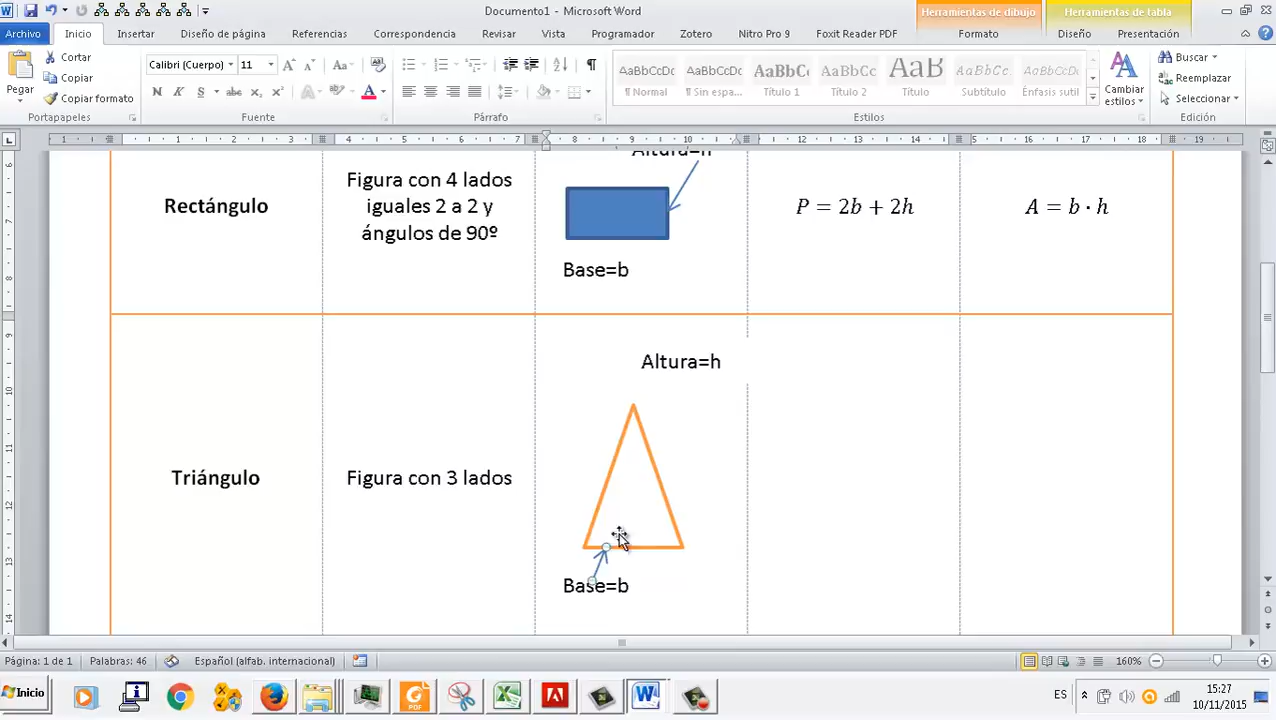 Documento1 - Microsoft Word
Herramientas de dibujo
Herramientas de tabla
Archivo
Inicio
Insertar
Diseño de página
Referencias
Correspondencia
Revisar
Vista
Programador
Zotero
Nitro Pro 9
Foxit Reader PDF
Formato
Diseño
Presentación
Pegar
Cortar
Copiar
Copiar formato
Portapapeles
Calibri (Cuerpo)
11
Fuente
Párrafo
AaBbCcDc
¶ Normal
AaBbCcDc
¶ Sin espa...
AaBbCc
Título 1
AaBbCc
Título 2
AaB
Título
AaBbCc
Subtítulo
AaBbCcDc
Énfasis sutil
Cambiar estilos
Estilos
Buscar
Reemplazar
Seleccionar
Edición
Altura=h
Rectángulo
Figura con 4 lados
iguales 2 a 2 y
ángulos de 90º
Base=b
P = 2b + 2h
A = b · h
Altura=h
Triángulo
Figura con 3 lados
Base=b
Página: 1 de 1
Palabras: 46
Español (alfab. internacional)
160%
Inicio
ES
15:27
10/11/2015